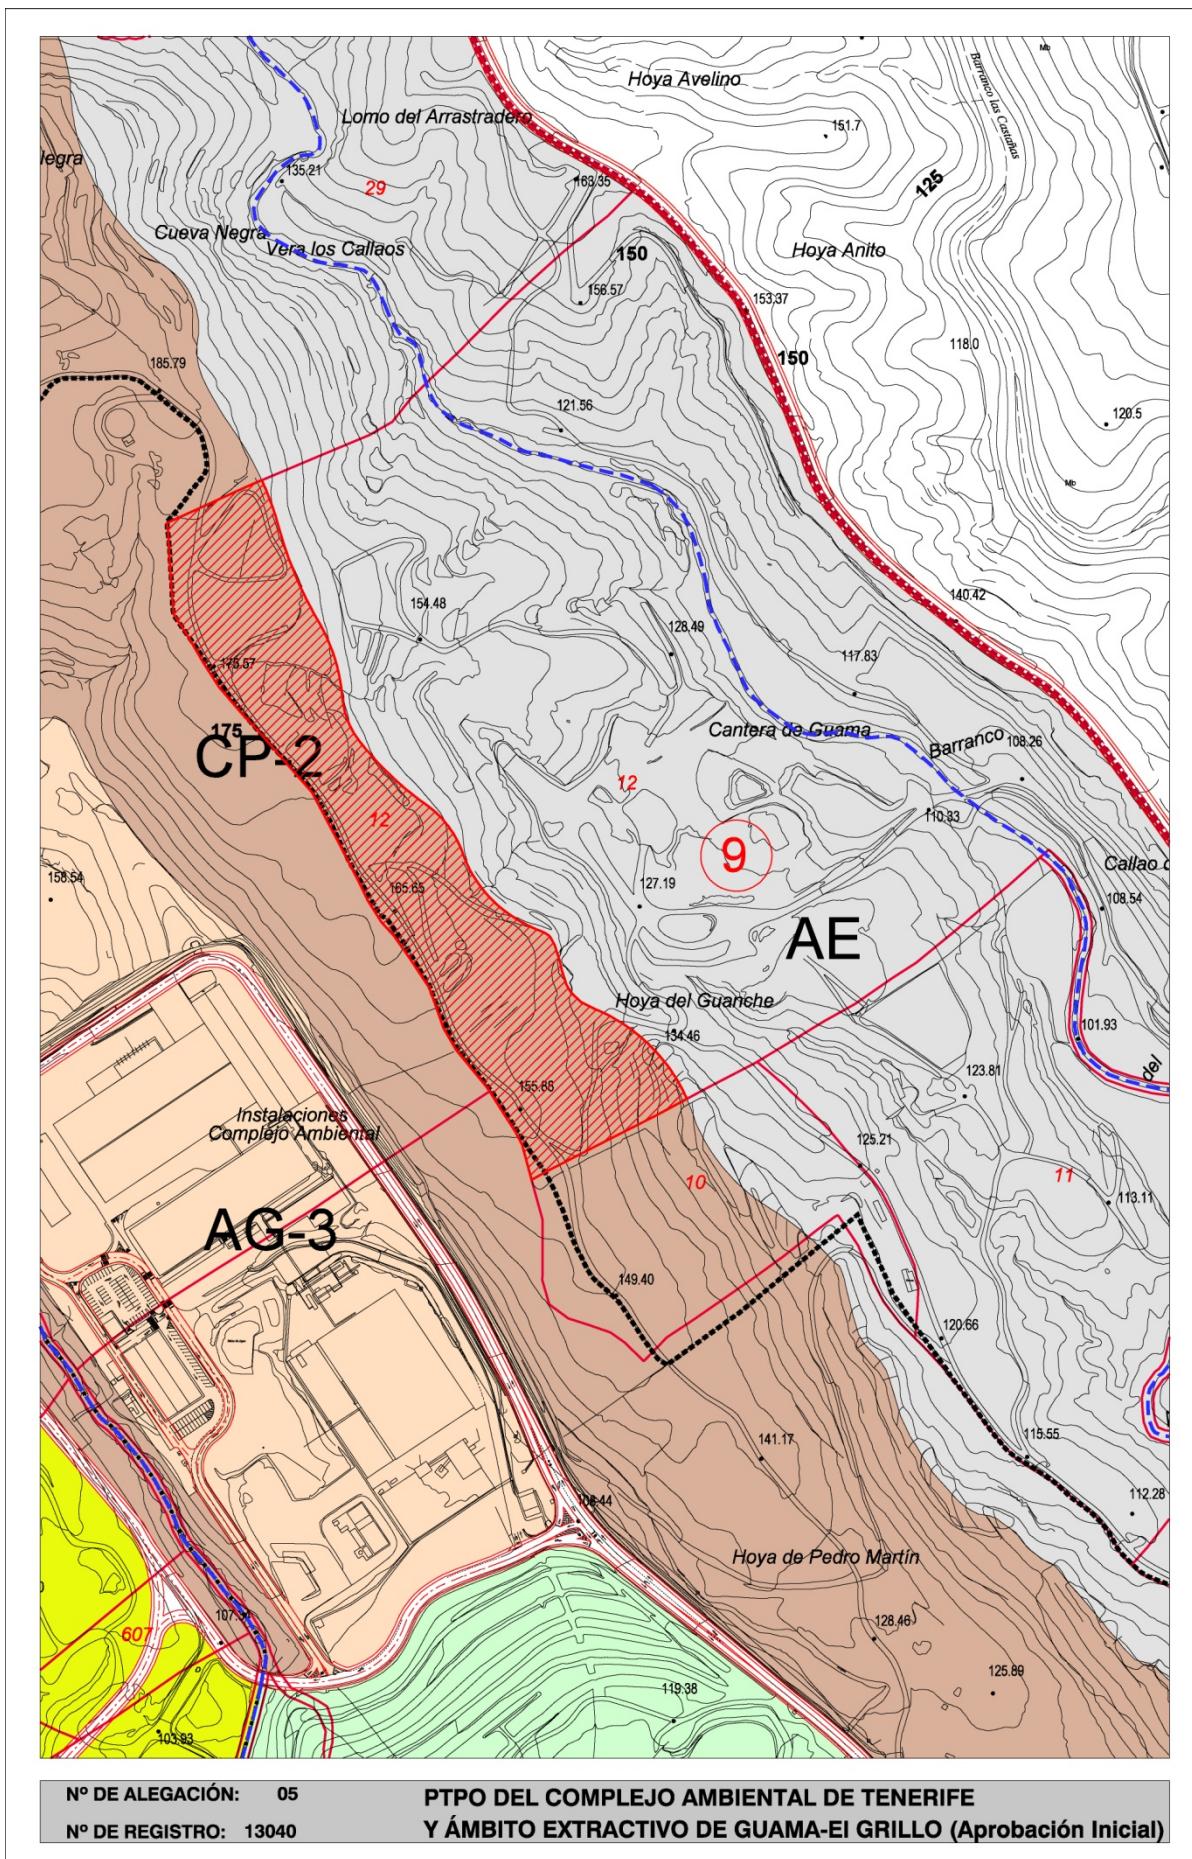 Hoya Avelino
Mb
Barranco las Castañas
Lomo del Arrastradero
151.7
legra
135.21
29
163.35
125
Cueva Negra
Vera los Callaos
150
Hoya Anito
156.57
153.37
185.79
150
118.0
121.56
120.5
Mb
154.48
140.42
128.49
117.83
175.57
175
CP-2
Cantera de Guama
Barranco
108.26
12
12
110.33
9
Callao d
156.54
165.65
127.19
108.54
AE
Hoya del Guanche
134.46
101.93
del
123.81
155.88
Instalaciones
Complejo Ambiental
125.21
10
11
113.11
AG-3
149.40
120.66
141.17
115.55
112.28
108.44
Hoya de Pedro Martín
107.94
607
128.46
125.89
119.38
103.93
Nº DE ALEGACIÓN: 05
PTPO DEL COMPLEJO AMBIENTAL DE TENERIFE
Nº DE REGISTRO: 13040
Y ÁMBITO EXTRACTIVO DE GUAMA-El GRILLO (Aprobación Inicial)